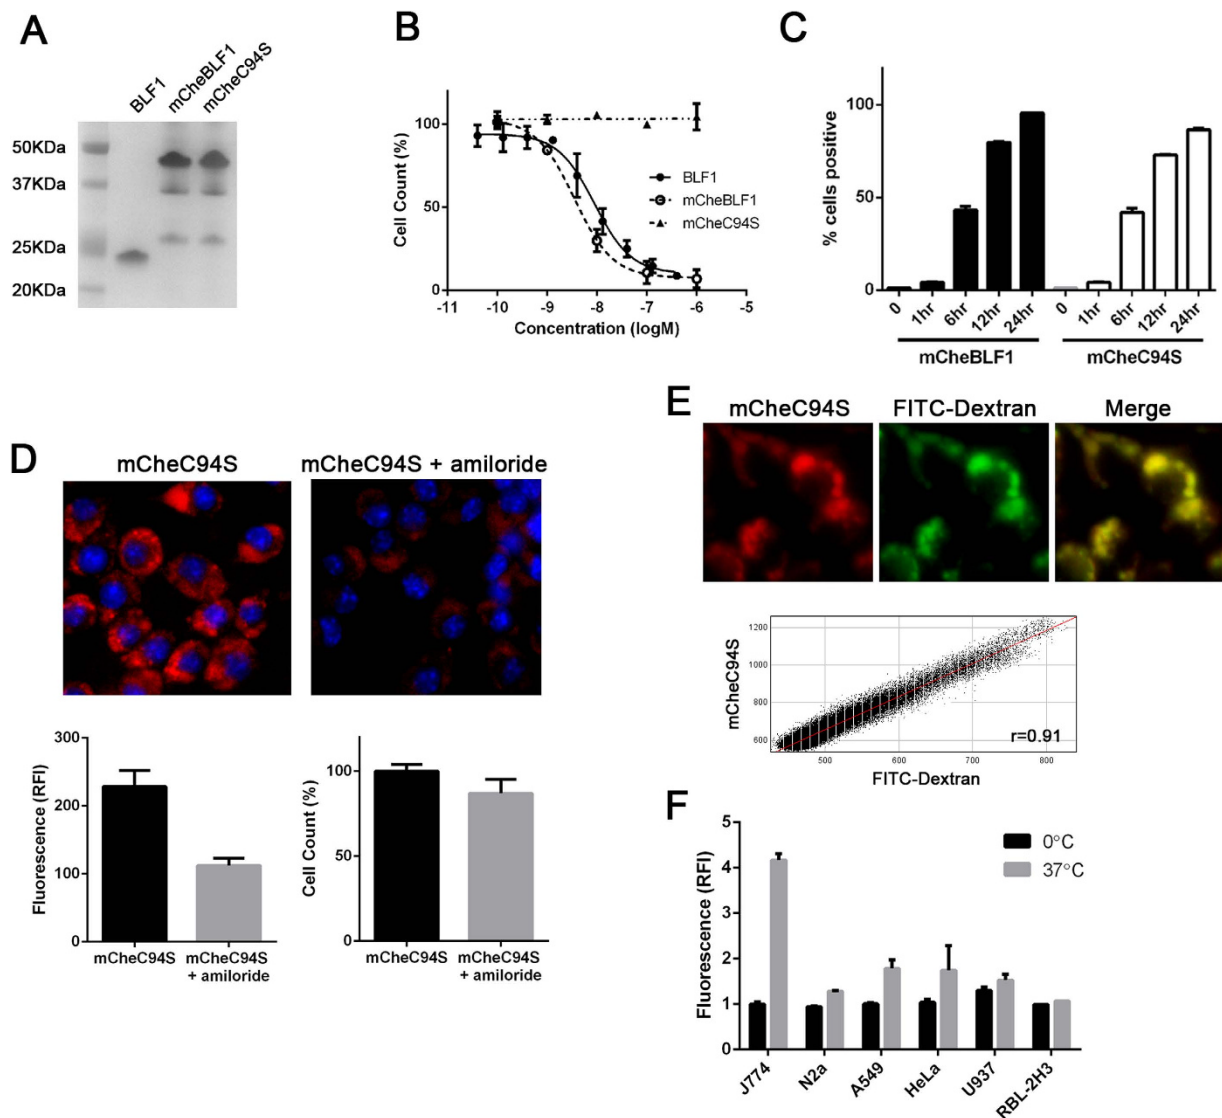 A
BLF1
mCheBLF1
mCheC94S
50KDa
37KDa
25KDa
20KDa
B
Cell Count (%)
100
50
0
BLF1
mCheBLF1
mCheC94S
-11 -10 -9 -8 -7 -6 -5
Concentration (logM)
C
% cells positive
100
50
0
0 1hr 6hr 12hr 24hr 0 1hr 6hr 12hr 24hr
mCheBLF1 mCheC94S
D
mCheC94S mCheC94S + amiloride
Fluorescence (RFI)
300
200
100
0
mCheC94S mCheC94S
+ amiloride
Cell Count (%)
100
50
0
mCheC94S mCheC94S
+ amiloride
E
mCheC94S FITC-Dextran Merge
mCheC94S
1200
1000
800
600
r=0.91
500 600 700 800
FITC-Dextran
F
Fluorescence (RFI)
5
4
3
2
1
0
0°C
37°C
J774 N2a A549 HeLa U937 RBL-2H3